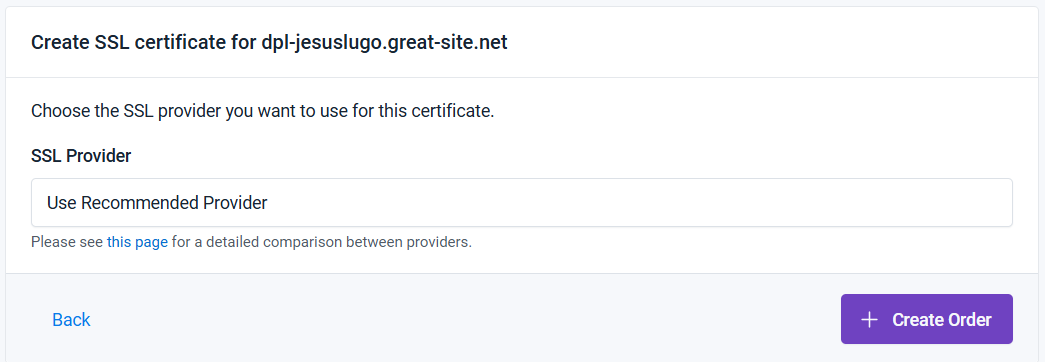 Create SSL certificate for dpl-jesuslugo.great-site.net
Choose the SSL provider you want to use for this certificate.
SSL Provider
Use Recommended Provider
Please see this page for a detailed comparison between providers.
Back
+ Create Order